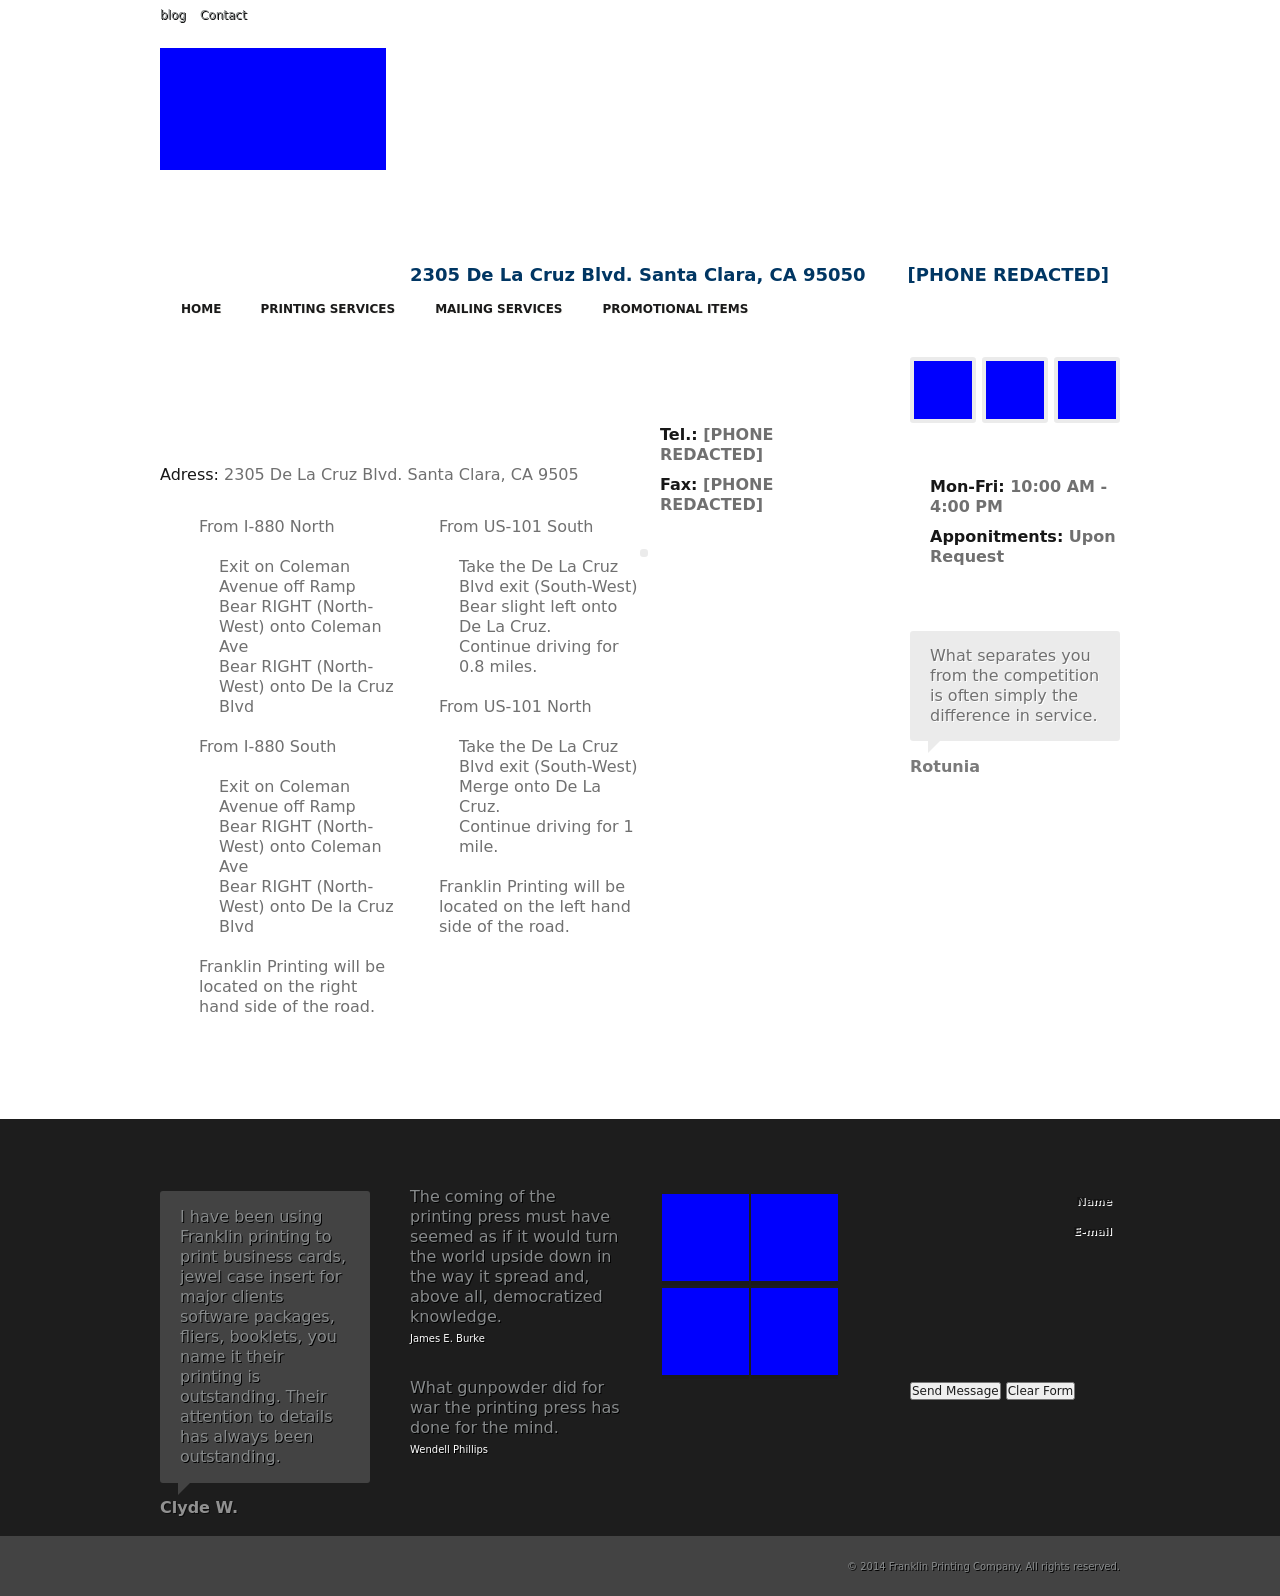 blog Contact
2305 De La Cruz Blvd. Santa Clara, CA 95050 [PHONE REDACTED]
HOME PRINTING SERVICES MAILING SERVICES PROMOTIONAL ITEMS
Adress: 2305 De La Cruz Blvd. Santa Clara, CA 9505
From I-880 North
Exit on Coleman
Avenue off Ramp
Bear RIGHT (North-
West) onto Coleman
Ave
Bear RIGHT (North-
West) onto De la Cruz
Blvd
From I-880 South
Exit on Coleman
Avenue off Ramp
Bear RIGHT (North-
West) onto Coleman
Ave
Bear RIGHT (North-
West) onto De la Cruz
Blvd
Franklin Printing will be
located on the right
hand side of the road.
From US-101 South
Take the De La Cruz
Blvd exit (South-West)
Bear slight left onto
De La Cruz.
Continue driving for
0.8 miles.
From US-101 North
Take the De La Cruz
Blvd exit (South-West)
Merge onto De La
Cruz.
Continue driving for 1
mile.
Franklin Printing will be
located on the left hand
side of the road.
Tel.: [PHONE
REDACTED]
Fax: [PHONE
REDACTED]
Mon-Fri: 10:00 AM -
4:00 PM
Apponitments: Upon
Request
What separates you
from the competition
is often simply the
difference in service.
Rotunia
I have been using
Franklin printing to
print business cards,
jewel case insert for
major clients
software packages,
fliers, booklets, you
name it their
printing is
outstanding. Their
attention to details
has always been
outstanding.
Clyde W.
The coming of the
printing press must have
seemed as if it would turn
the world upside down in
the way it spread and,
above all, democratized
knowledge.
James E. Burke
What gunpowder did for
war the printing press has
done for the mind.
Wendell Phillips
Name
E-mail
Send Message Clear Form
© 2014 Franklin Printing Company. All rights reserved.